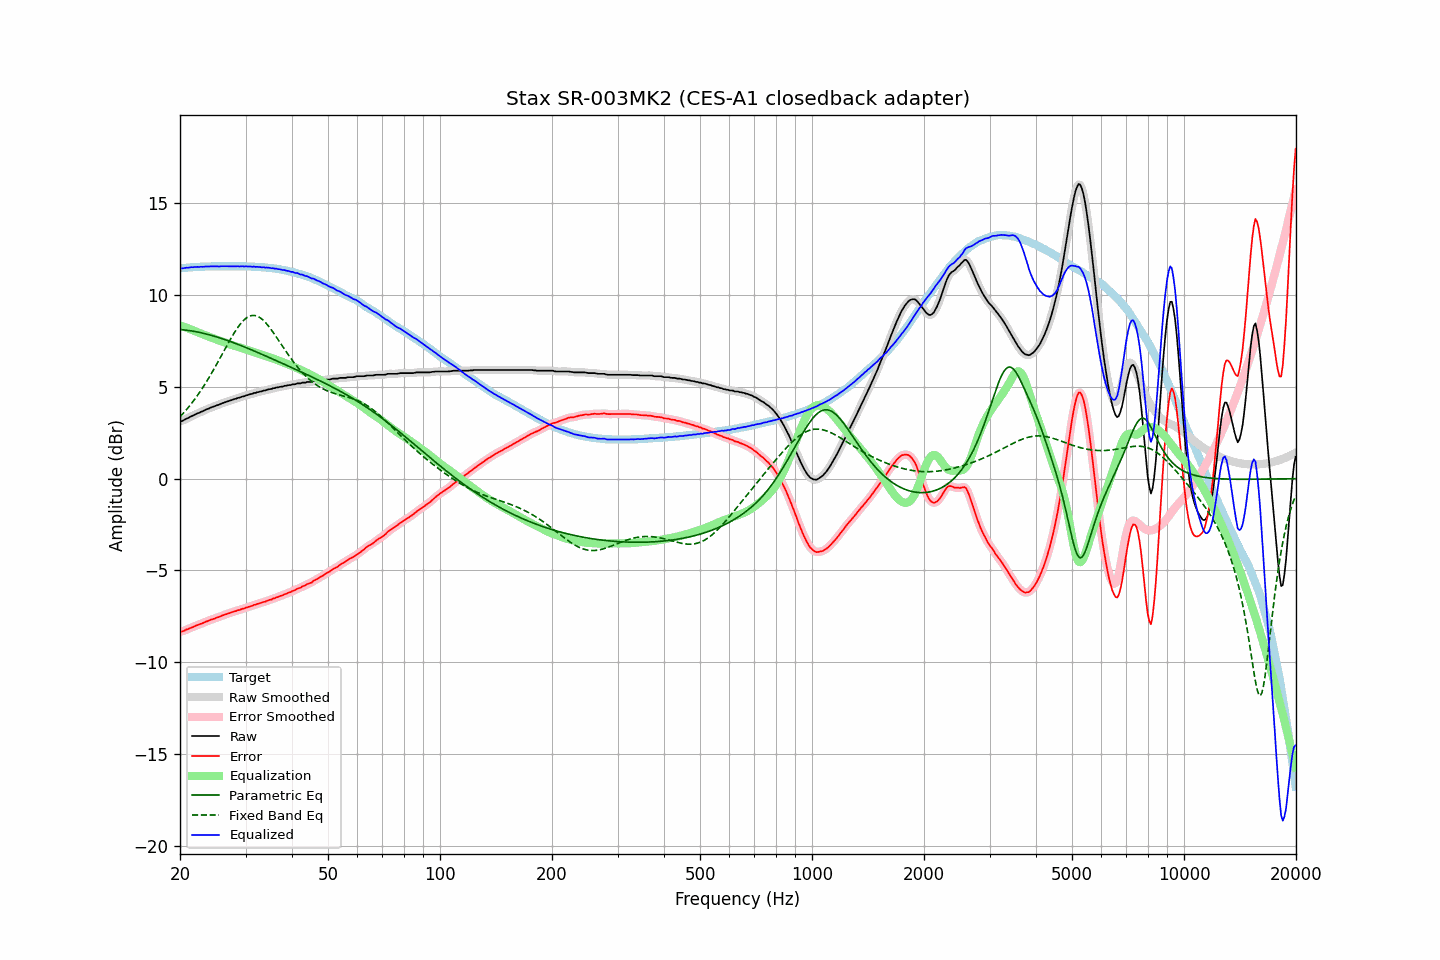 Stax SR-003MK2 (CES-A1 closedback adapter)
Amplitude (dBr)
15
10
5
0
−5
−10
−15
−20
Target
Raw Smoothed
Error Smoothed
Raw
Error
Equalization
Parametric Eq
Fixed Band Eq
Equalized
20 50 100 200 500 1000 2000 5000 10000 20000
Frequency (Hz)